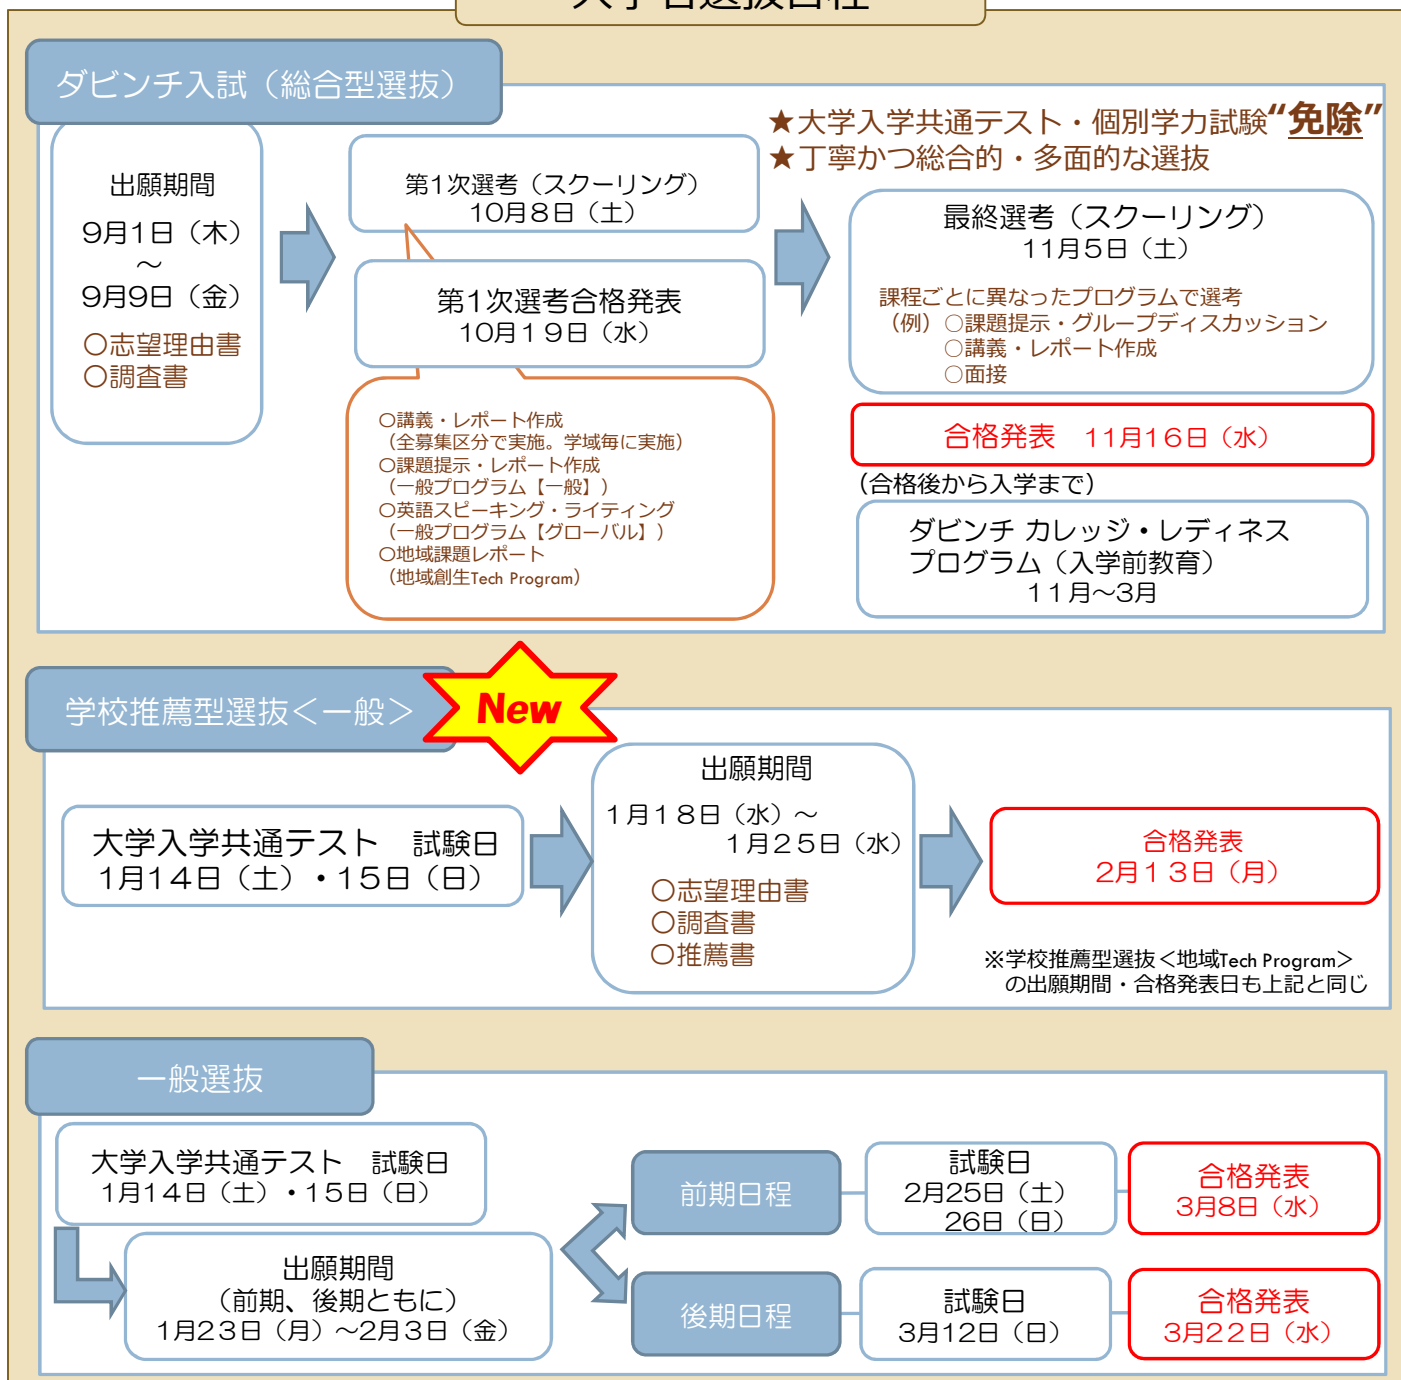 入学者選抜日程
ダビンチ入試（総合型選抜）
★大学入学共通テスト・個別学力試験“免除”
★丁寧かつ総合的・多面的な選抜
出願期間
9月1日（木）
～
9月9日（金）
○志望理由書
○調査書
第1次選考（スクーリング）
10月8日（土）
第1次選考合格発表
10月19日（水）
○講義・レポート作成
（全募集区分で実施。学域毎に実施）
○課題提示・レポート作成
（一般プログラム【一般】）
○英語スピーキング・ライティング
（一般プログラム【グローバル】）
○地域課題レポート
（地域創生Tech Program）
最終選考（スクーリング）
11月5日（土）
課程ごとに異なったプログラムで選考
（例）○課題提示・グループディスカッション
○講義・レポート作成
○面接
合格発表　11月16日（水）
（合格後から入学まで）
ダビンチ カレッジ・レディネス
プログラム（入学前教育）
11月～3月
学校推薦型選抜＜一般＞
New
大学入学共通テスト　試験日
1月14日（土）・15日（日）
出願期間
1月18日（水）～
1月25日（水）
○志望理由書
○調査書
○推薦書
合格発表
2月13日（月）
※学校推薦型選抜＜地域Tech Program＞
の出願期間・合格発表日も上記と同じ
一般選抜
大学入学共通テスト　試験日
1月14日（土）・15日（日）
出願期間
（前期、後期ともに）
1月23日（月）～2月3日（金）
前期日程
試験日
2月25日（土）
26日（日）
合格発表
3月8日（水）
後期日程
試験日
3月12日（日）
合格発表
3月22日（水）